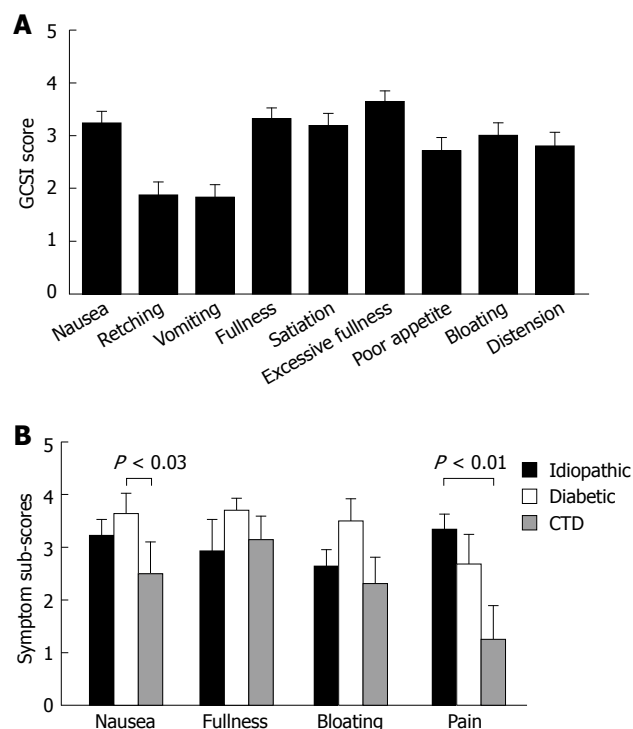 A
GCSI score
5
4
3
2
1
0
Nausea
Retching
Vomiting
Fullness
Satiation
Excessive fullness
Poor appetite
Bloating
Distension
B
Symptom sub-scores
5
4
3
2
1
0
P < 0.03
P < 0.01
Idiopathic
Diabetic
CTD
Nausea
Fullness
Bloating
Pain